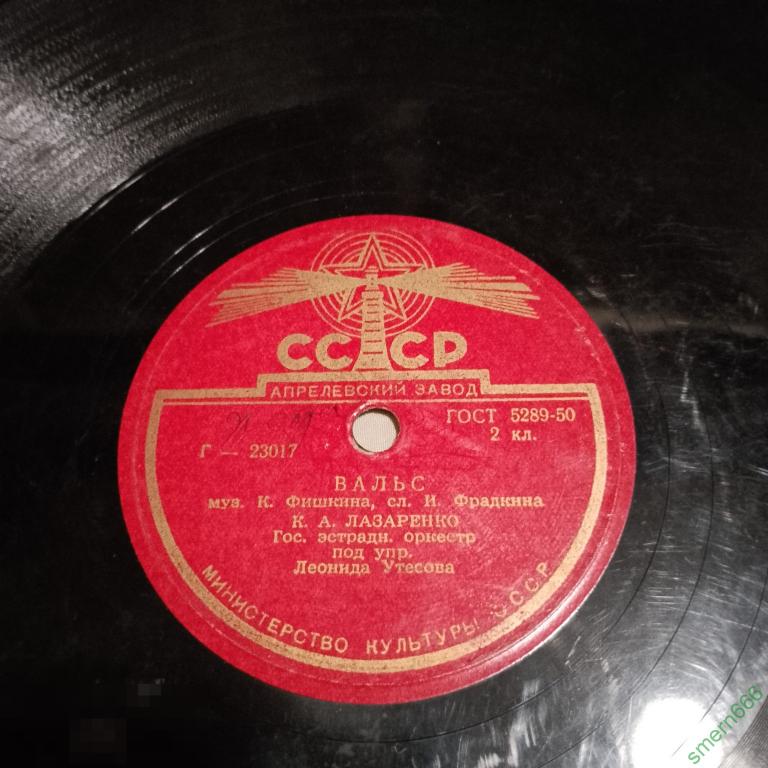 СССР
АПРЕЛЕВСКИЙ ЗАВОД
ГОСТ 5289-50
2 кл.
Г — 23017
ВАЛЬС
муз. К. Фишкина, сл. И. Фрадкина
К. А. ЛАЗАРЕНКО
Гос. эстрадн. оркестр
под упр.
Леонида Утесова
МИНИСТЕРСТВО КУЛЬТУРЫ СССР
smern666